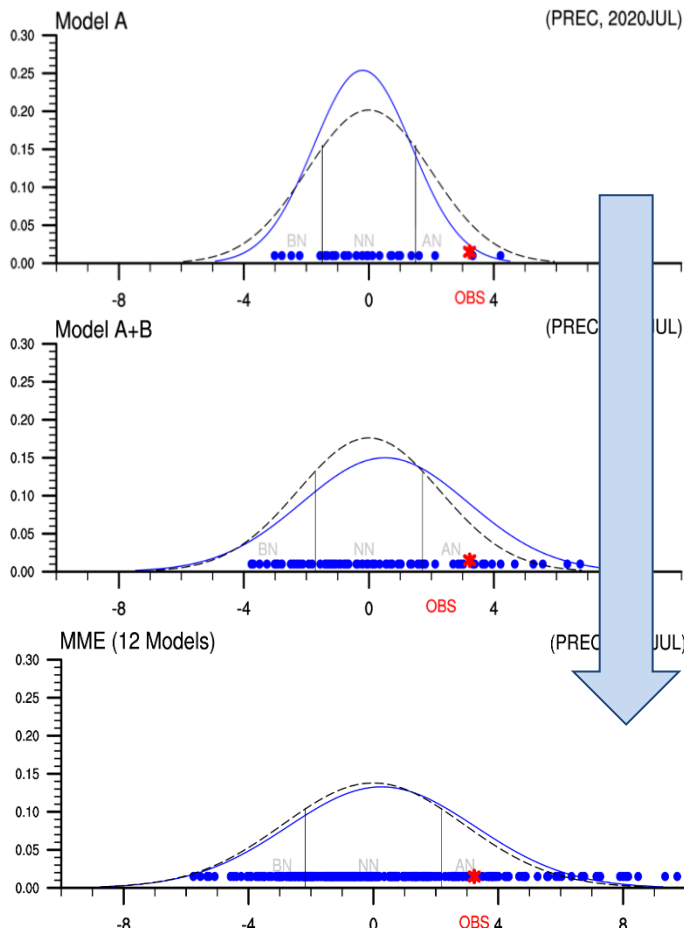 Model A (PREC, 2020JUL)
0.30
0.25
0.20
0.15
0.10
0.05
0.00
BN NN AN
-8 -4 0 4
OBS
Model A+B (PREC, JUL)
0.30
0.25
0.20
0.15
0.10
0.05
0.00
BN NN AN
-8 -4 0 4
OBS
MME (12 Models) (PREC, JUL)
0.30
0.25
0.20
0.15
0.10
0.05
0.00
BN NN AN
-8 -4 0 4 8
OBS